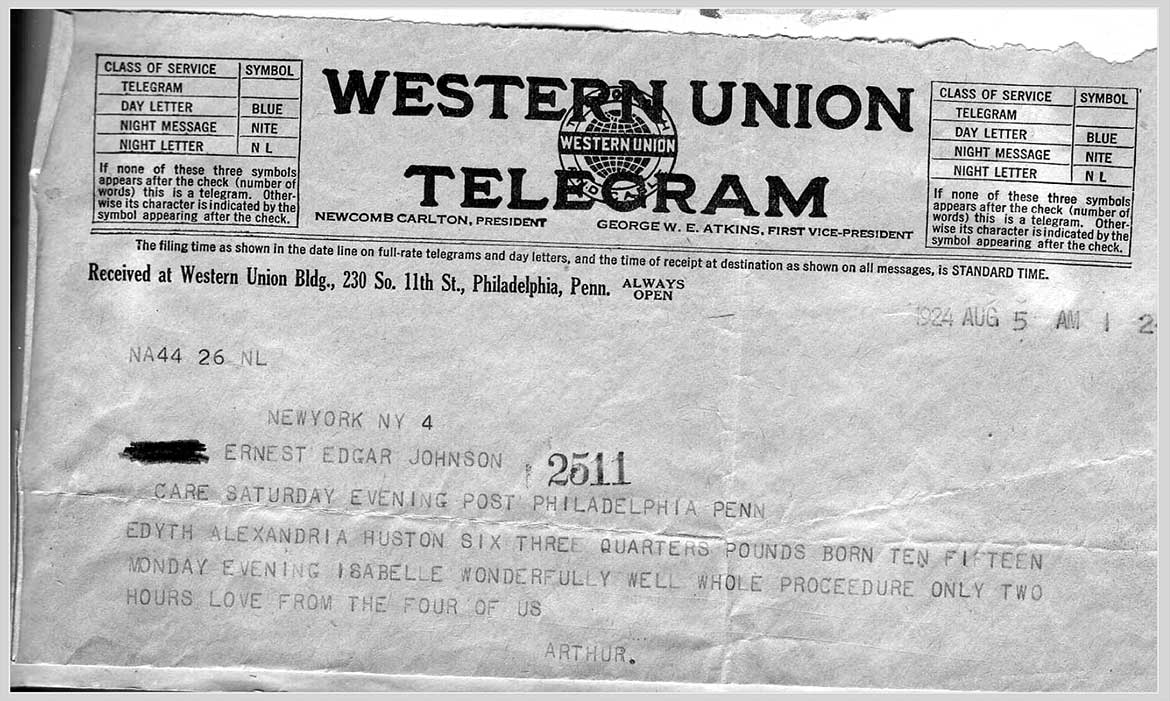 CLASS OF SERVICE SYMBOL
TELEGRAM
DAY LETTER BLUE
NIGHT MESSAGE NITE
NIGHT LETTER N L
If none of these three symbols
appears after the check (number of
words) this is a telegram. Other-
wise its character is indicated by the
symbol appearing after the check.
WESTERN UNION
WESTERN UNION
TELEGRAM
NEWCOMB CARLTON, PRESIDENT GEORGE W. E. ATKINS, FIRST VICE-PRESIDENT
CLASS OF SERVICE SYMBOL
TELEGRAM
DAY LETTER BLUE
NIGHT MESSAGE NITE
NIGHT LETTER N L
If none of these three symbols
appears after the check (number of
words) this is a telegram. Other-
wise its character is indicated by the
symbol appearing after the check.
The filing time as shown in the date line on full-rate telegrams and day letters, and the time of receipt at destination as shown on all messages, is STANDARD TIME.
Received at Western Union Bldg., 230 So. 11th St., Philadelphia, Penn. ALWAYS OPEN
1924 AUG 5 AM 1 2
NA44 26 NL
NEWYORK NY 4
ERNEST EDGAR JOHNSON 2511
CARE SATURDAY EVENING POST PHILADELPHIA PENN
EDYTH ALEXANDRIA HUSTON SIX THREE QUARTERS POUNDS BORN TEN FIFTEEN
MONDAY EVENING ISABELLE WONDERFULLY WELL WHOLE PROCEEDURE ONLY TWO
HOURS LOVE FROM THE FOUR OF US
ARTHUR.